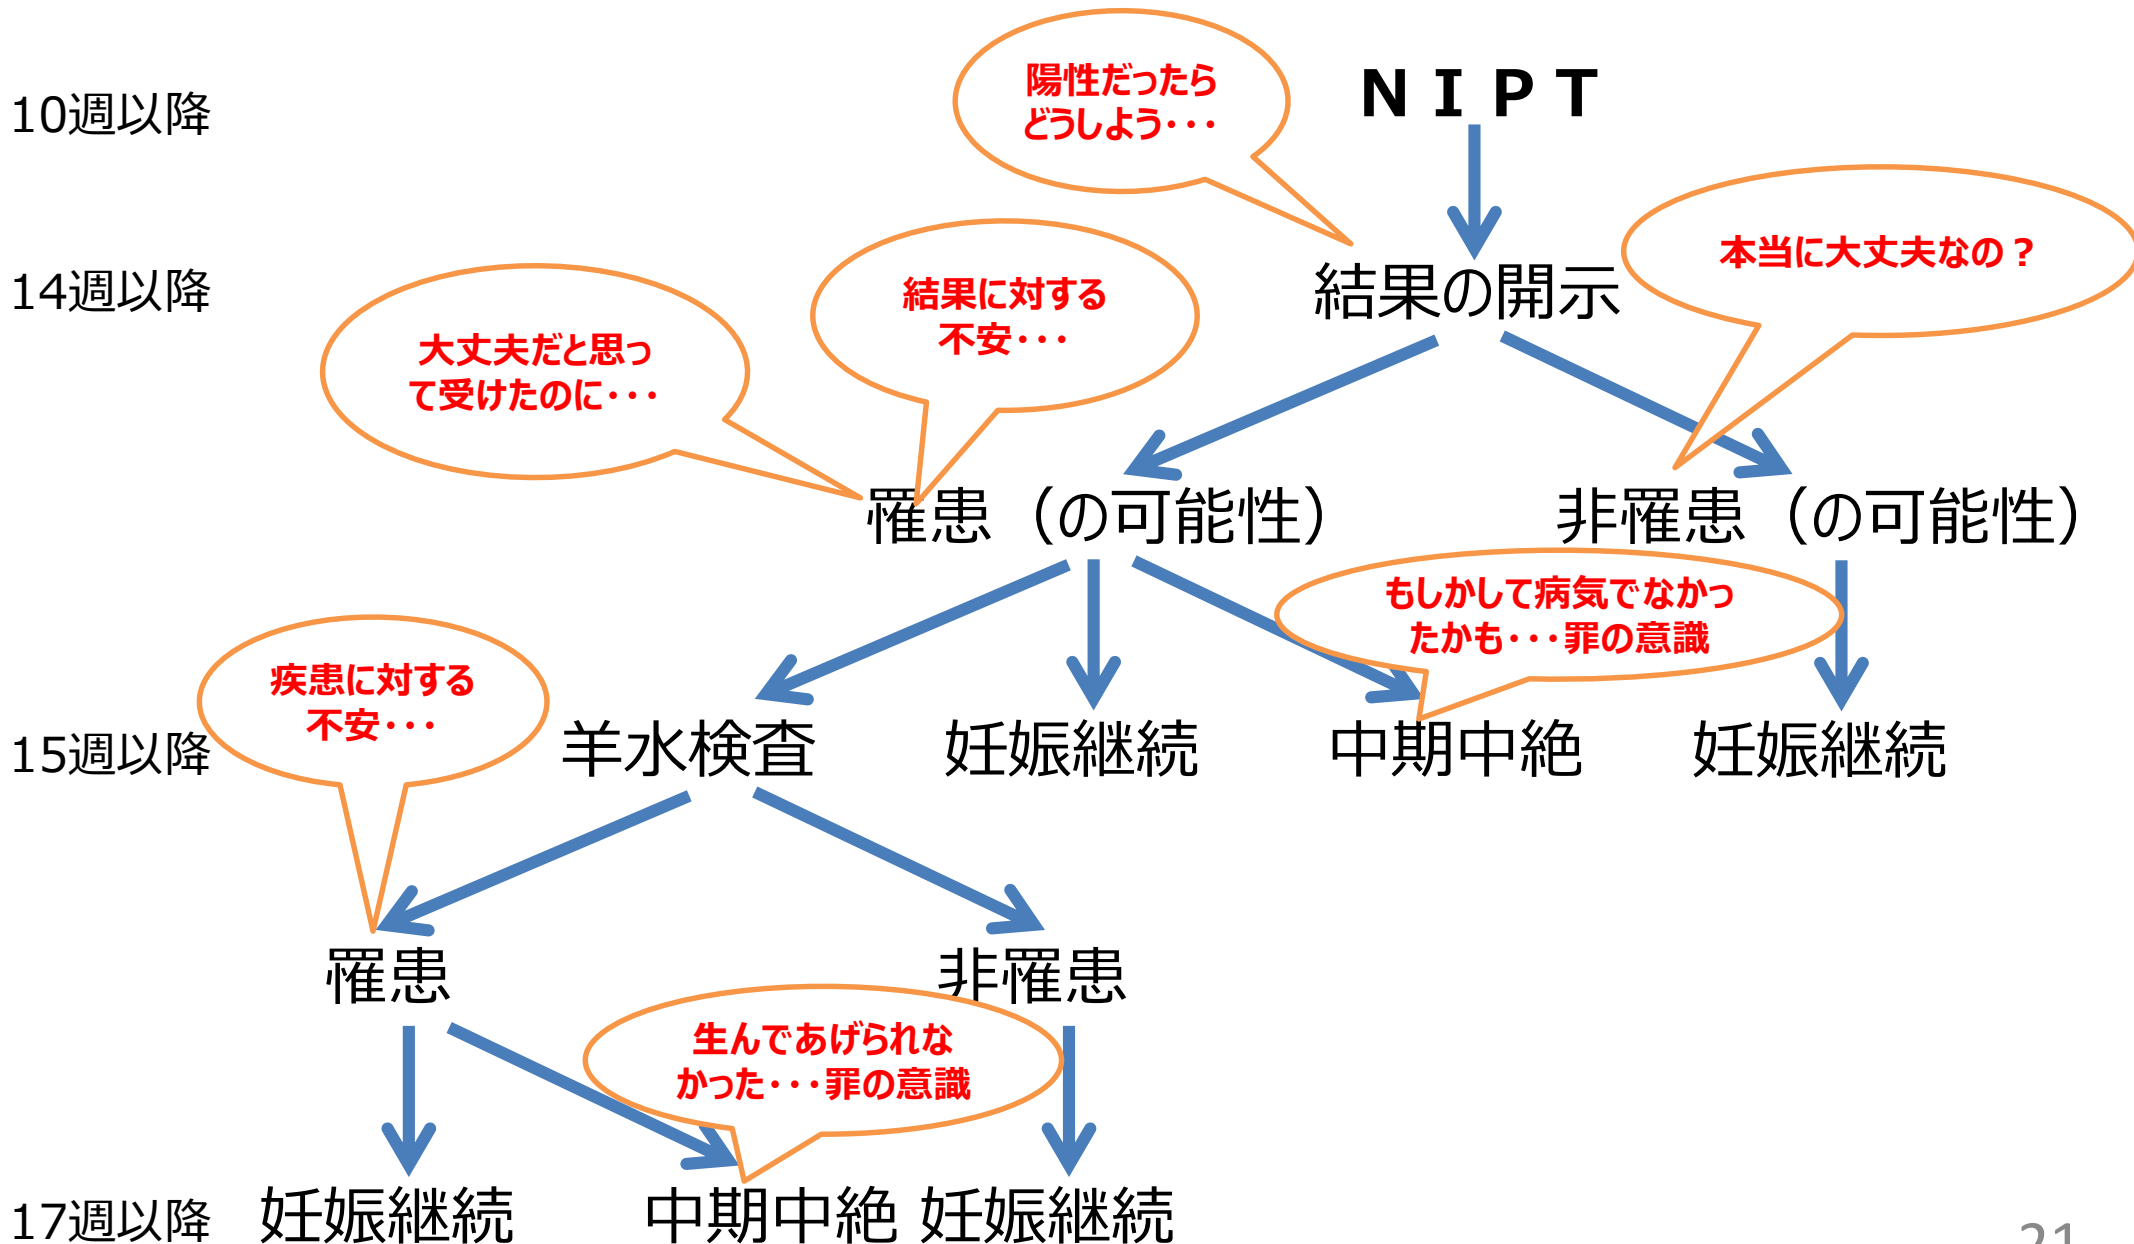 陽性だったら
どうしよう・・・
ＮＩＰＴ
10週以降
本当に大丈夫なの？
14週以降
結果の開示
結果に対する
不安・・・
大丈夫だと思っ
て受けたのに・・・
罹患（の可能性）
非罹患（の可能性）
もしかして病気でなかっ
たかも・・・罪の意識
疾患に対する
不安・・・
15週以降
羊水検査
妊娠継続
中期中絶
妊娠継続
罹患
非罹患
生んであげられな
かった・・・罪の意識
17週以降
妊娠継続
中期中絶
妊娠継続
21